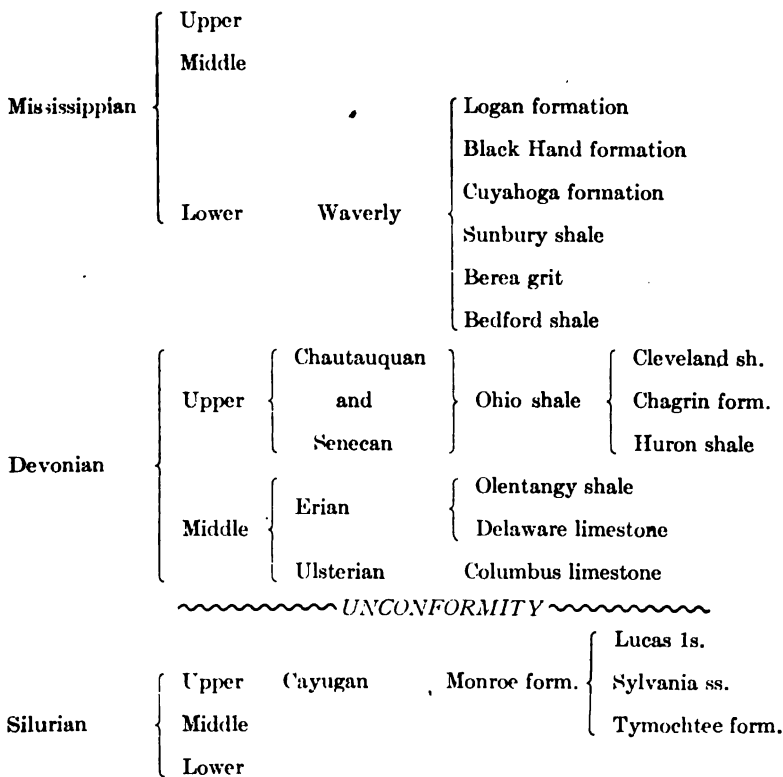 Upper
Middle
Mississippian
Logan formation
Black Hand formation
Cuyahoga formation
Lower Waverly
Sunbury shale
Berea grit
Bedford shale
Chautauquan Cleveland sh.
Upper and Ohio shale Chagrin form.
Senecan Huron shale
Devonian
Olentangy shale
Erian
Middle Delaware limestone
Ulsterian Columbus limestone
UNCONFORMITY
Lucas ls.
Upper Cayugan Monroe form. Sylvania ss.
Silurian Middle Tymochtee form.
Lower